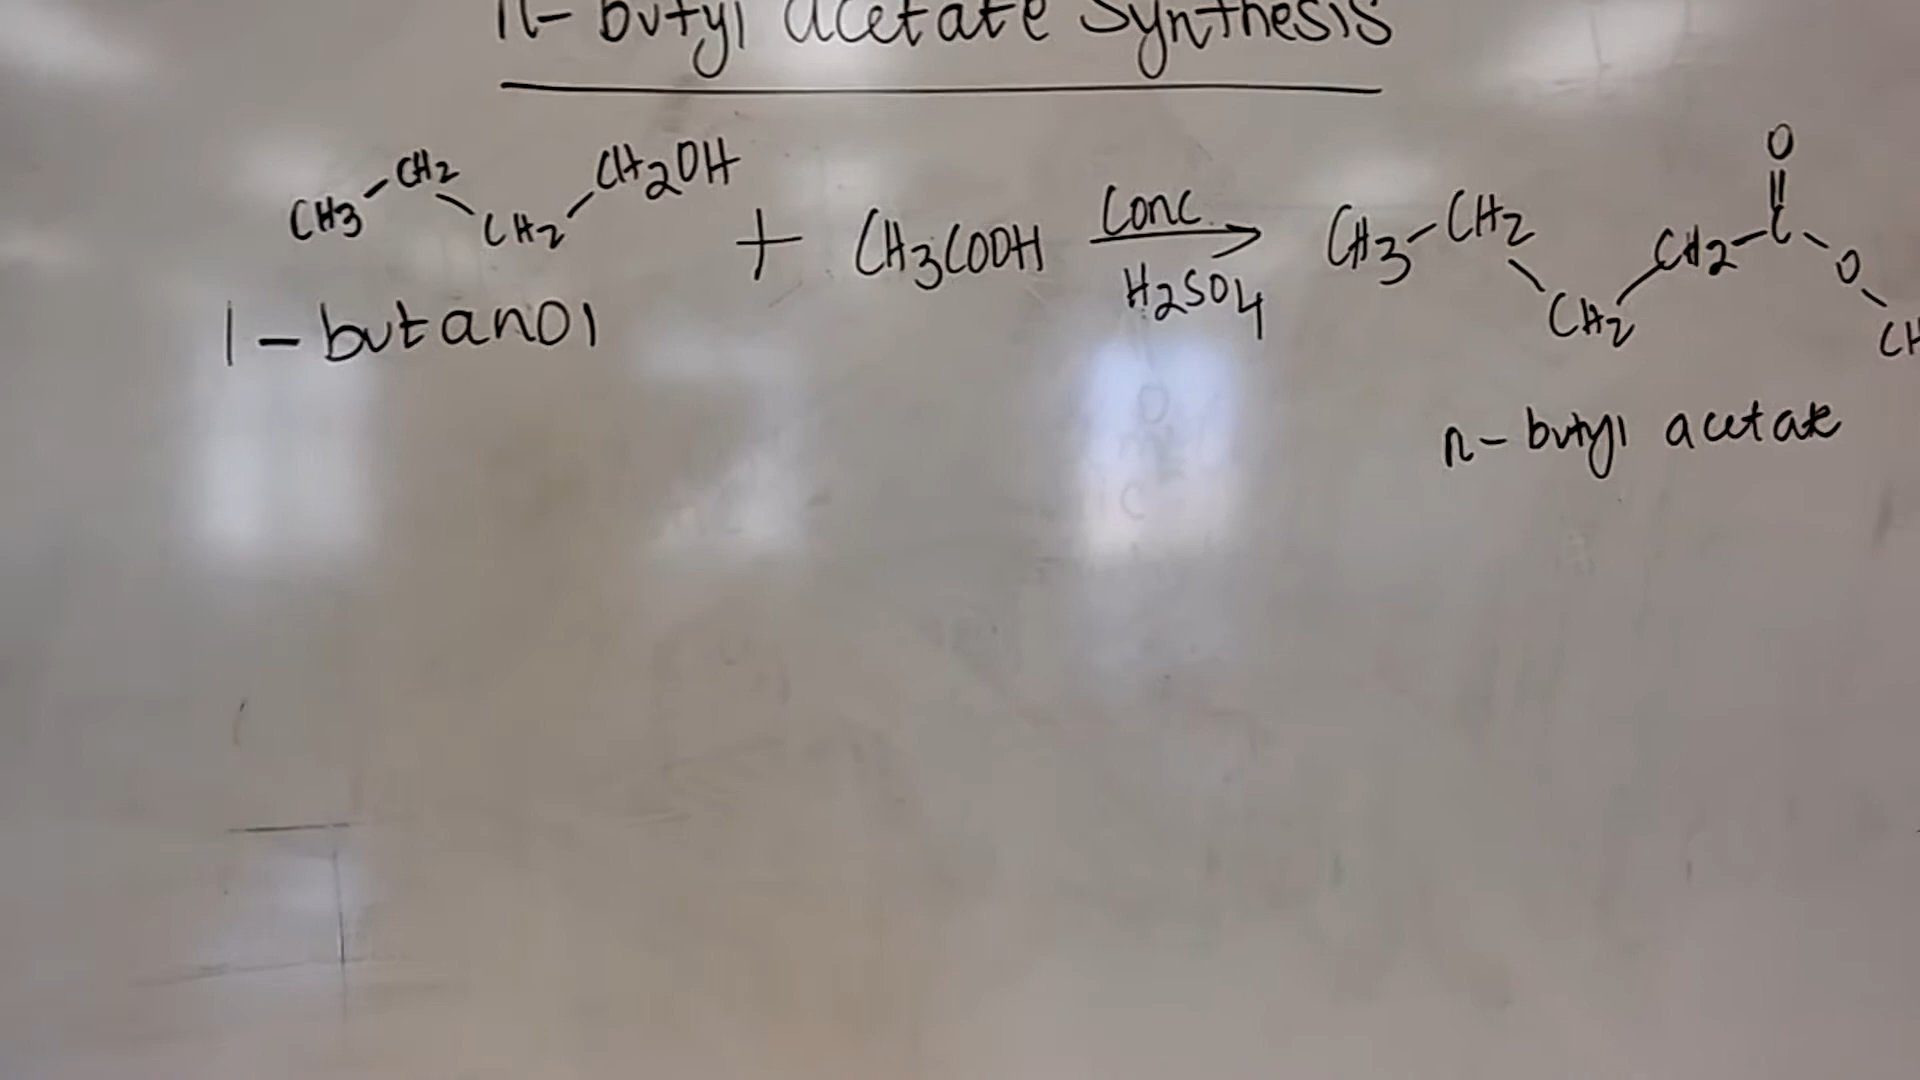 n-butyl acetate Synthesis
CH3-CH2-CH2-CH2OH + CH3COOH Conc. H2SO4 → CH3-CH2-CH2-CH2-C(=O)-O-CH
1-butanol
n-butyl acetate